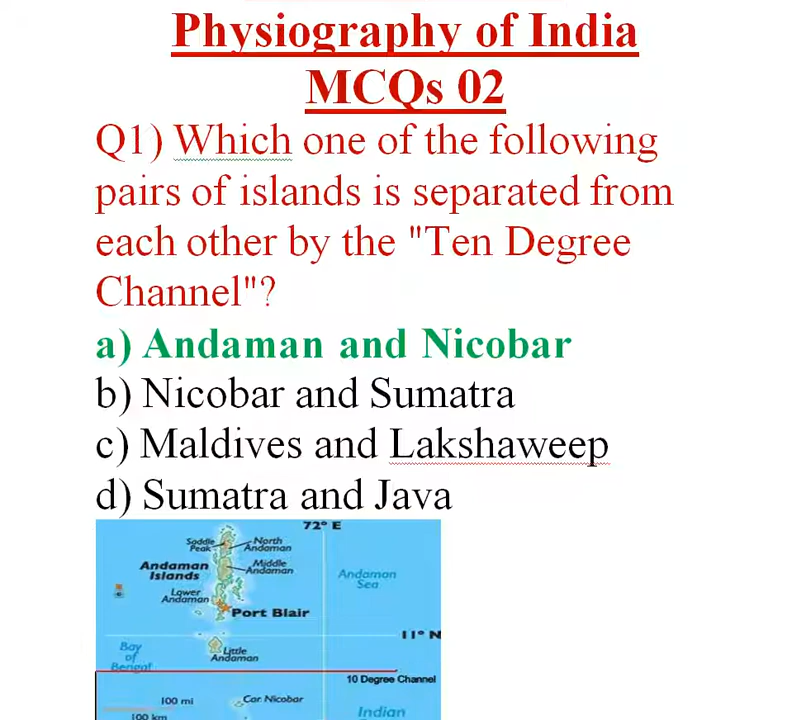 Physiography of India
MCQs 02
Q1) Which one of the following
pairs of islands is separated from
each other by the "Ten Degree
Channel"?
a) Andaman and Nicobar
b) Nicobar and Sumatra
c) Maldives and Lakshaweep
d) Sumatra and Java
72° E
Saddle Peak
North Andaman
Andaman Islands
Middle Andaman
Lower Andaman
Andaman Sea
Port Blair
11° N
Bay of Bengal
Little Andaman
10 Degree Channel
100 mi
Car Nicobar
100 km
Indian